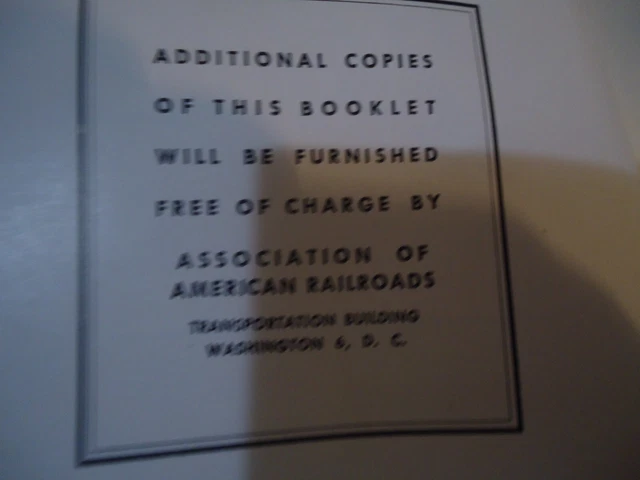 ADDITIONAL COPIES
OF THIS BOOKLET
WILL BE FURNISHED
FREE OF CHARGE BY
ASSOCIATION OF
AMERICAN RAILROADS
TRANSPORTATION BUILDING
WASHINGTON 6, D. C.